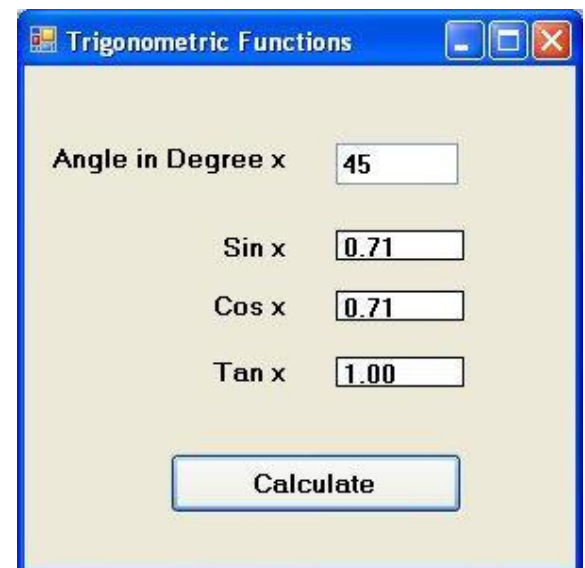 Trigonometric Functions
Angle in Degree x 45
Sin x 0.71
Cos x 0.71
Tan x 1.00
Calculate